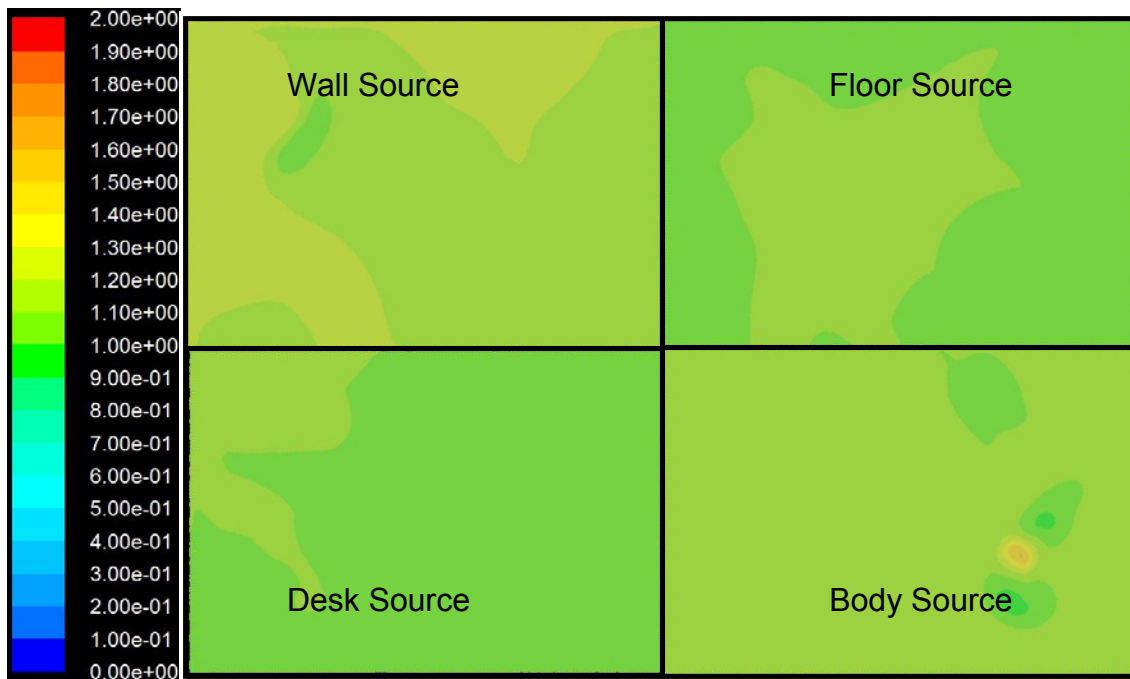 2.00e+00
1.90e+00
1.80e+00
1.70e+00
1.60e+00
1.50e+00
1.40e+00
1.30e+00
1.20e+00
1.10e+00
1.00e+00
9.00e-01
8.00e-01
7.00e-01
6.00e-01
5.00e-01
4.00e-01
3.00e-01
2.00e-01
1.00e-01
0.00e+00
Wall Source
Floor Source
Desk Source
Body Source